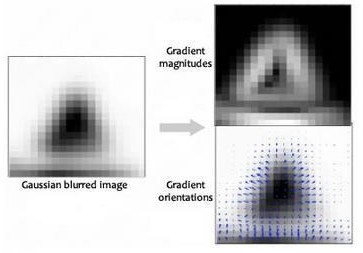 Gradient
magnitudes
Gaussian blurred image
Gradient
orientations